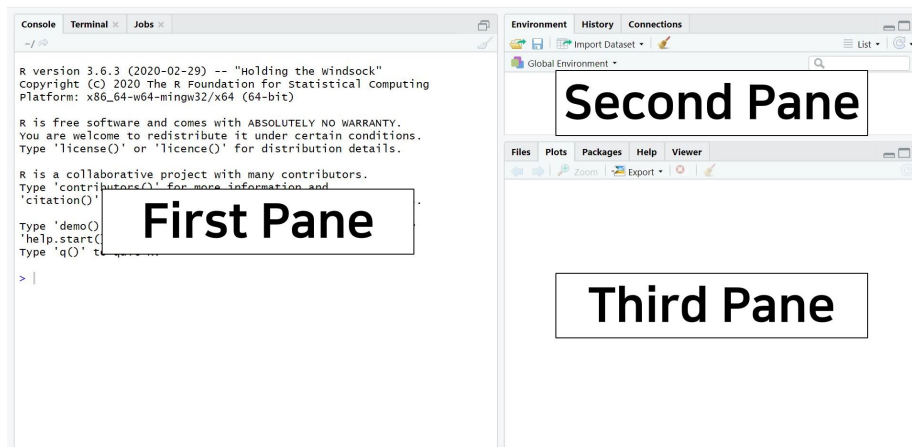 Console Terminal Jobs
~/
R version 3.6.3 (2020-02-29) -- "Holding the Windsock"
Copyright (C) 2020 The R Foundation for Statistical Computing
Platform: x86_64-w64-mingw32/x64 (64-bit)
R is free software and comes with ABSOLUTELY NO WARRANTY.
You are welcome to redistribute it under certain conditions.
Type 'license()' or 'licence()' for distribution details.
R is a collaborative project with many contributors.
Type 'contributors()' for more information and
'citation()'
Type 'demo()
'help.start(
Type 'q()' to quit R.
>
First Pane
Environment History Connections
Import Dataset List
Global Environment
Second Pane
Files Plots Packages Help Viewer
Zoom Export
Third Pane